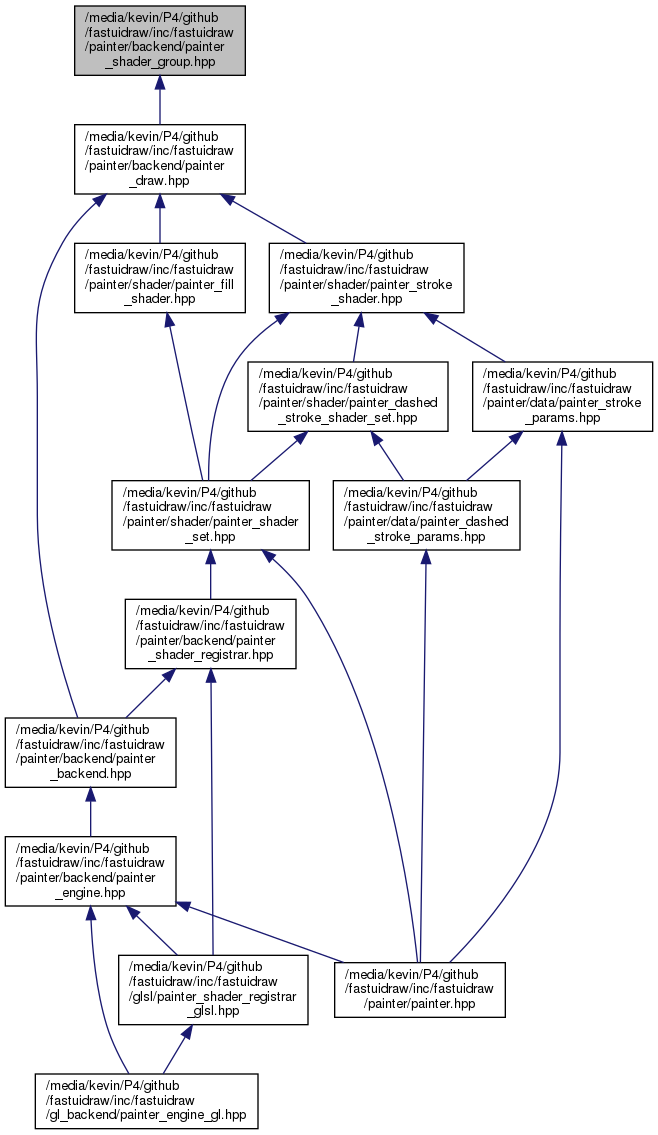 /media/kevin/P4/github
/fastuidraw/inc/fastuidraw
/painter/backend/painter
_shader_group.hpp
/media/kevin/P4/github
/fastuidraw/inc/fastuidraw
/painter/backend/painter
_draw.hpp
/media/kevin/P4/github
/fastuidraw/inc/fastuidraw
/painter/shader/painter_fill
_shader.hpp
/media/kevin/P4/github
/fastuidraw/inc/fastuidraw
/painter/shader/painter_stroke
_shader.hpp
/media/kevin/P4/github
/fastuidraw/inc/fastuidraw
/painter/shader/painter_dashed
_stroke_shader_set.hpp
/media/kevin/P4/github
/fastuidraw/inc/fastuidraw
/painter/data/painter_stroke
_params.hpp
/media/kevin/P4/github
/fastuidraw/inc/fastuidraw
/painter/shader/painter_shader
_set.hpp
/media/kevin/P4/github
/fastuidraw/inc/fastuidraw
/painter/data/painter_dashed
_stroke_params.hpp
/media/kevin/P4/github
/fastuidraw/inc/fastuidraw
/painter/backend/painter
_shader_registrar.hpp
/media/kevin/P4/github
/fastuidraw/inc/fastuidraw
/painter/backend/painter
_backend.hpp
/media/kevin/P4/github
/fastuidraw/inc/fastuidraw
/painter/backend/painter
_engine.hpp
/media/kevin/P4/github
/fastuidraw/inc/fastuidraw
/glsl/painter_shader_registrar
_glsl.hpp
/media/kevin/P4/github
/fastuidraw/inc/fastuidraw
/painter/painter.hpp
/media/kevin/P4/github
/fastuidraw/inc/fastuidraw
/gl_backend/painter_engine_gl.hpp